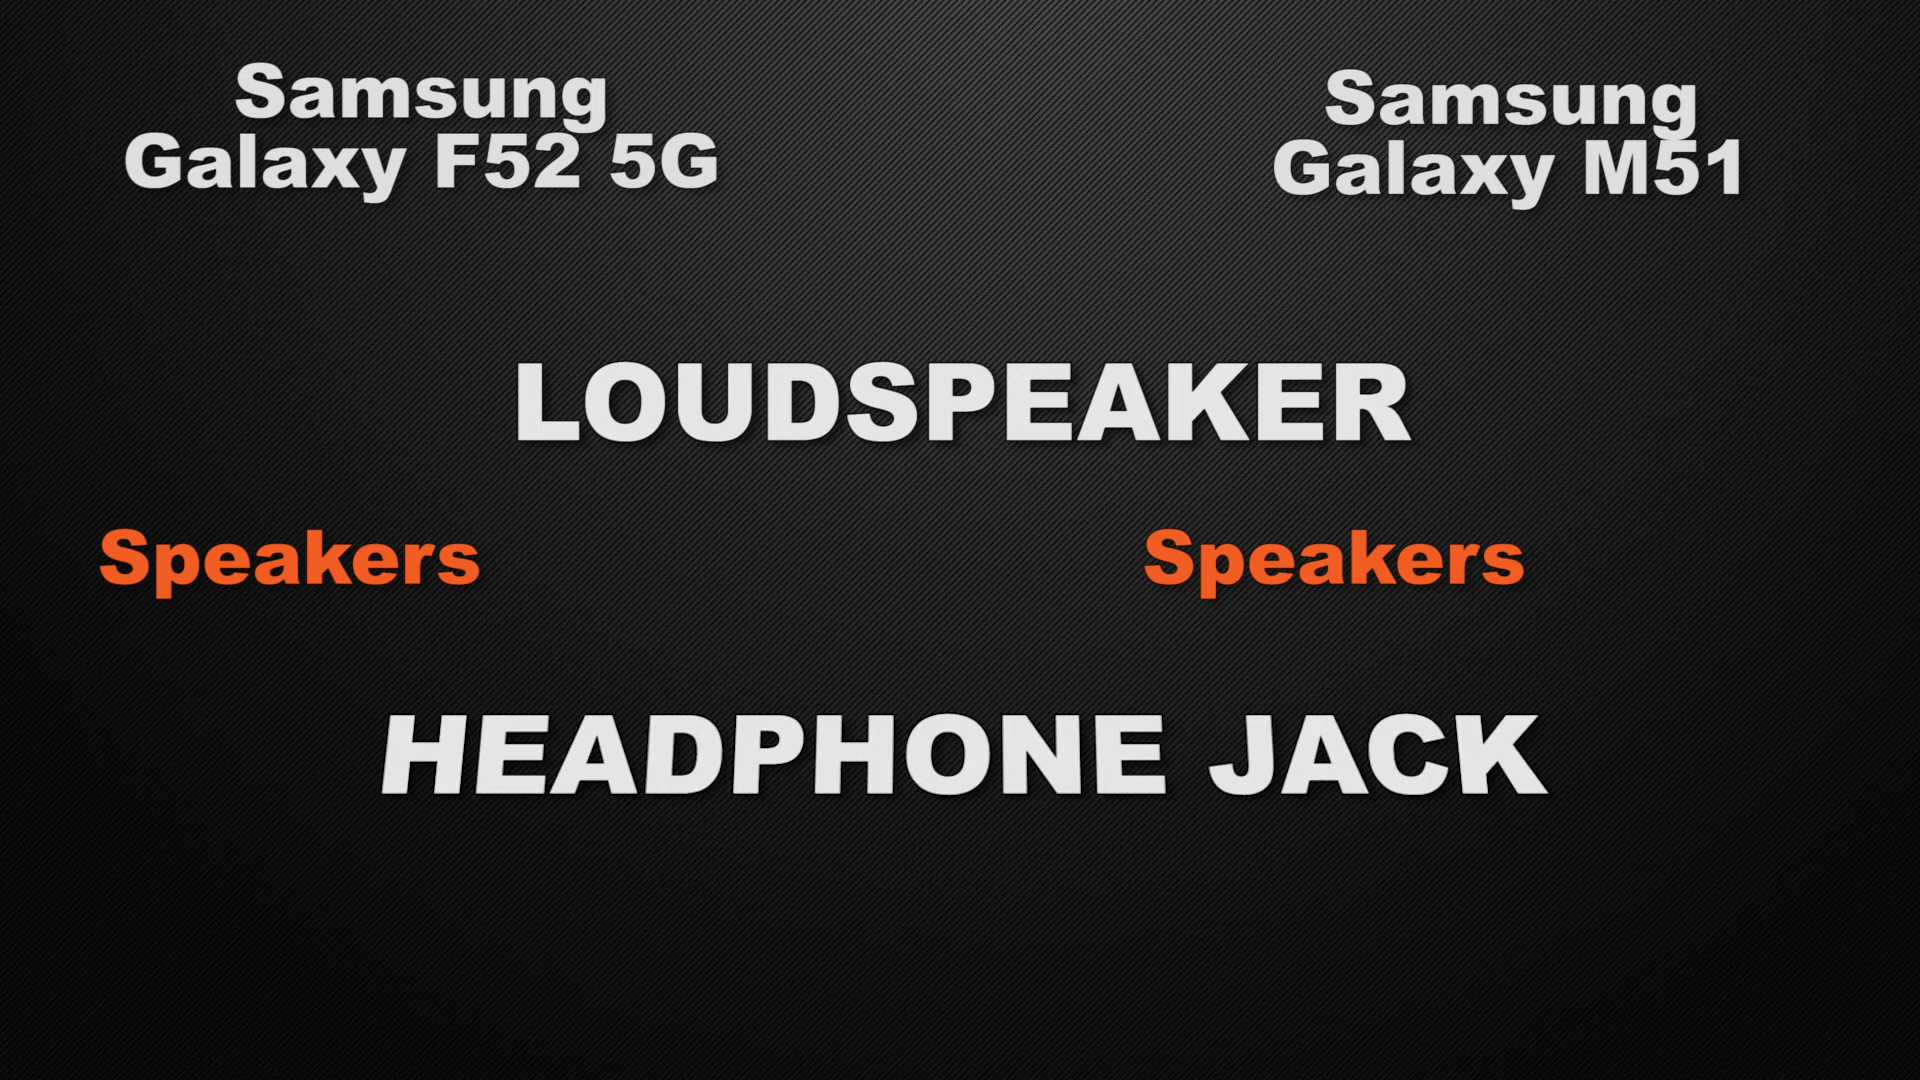 Samsung
Galaxy F52 5G
Samsung
Galaxy M51
LOUDSPEAKER
Speakers
Speakers
HEADPHONE JACK